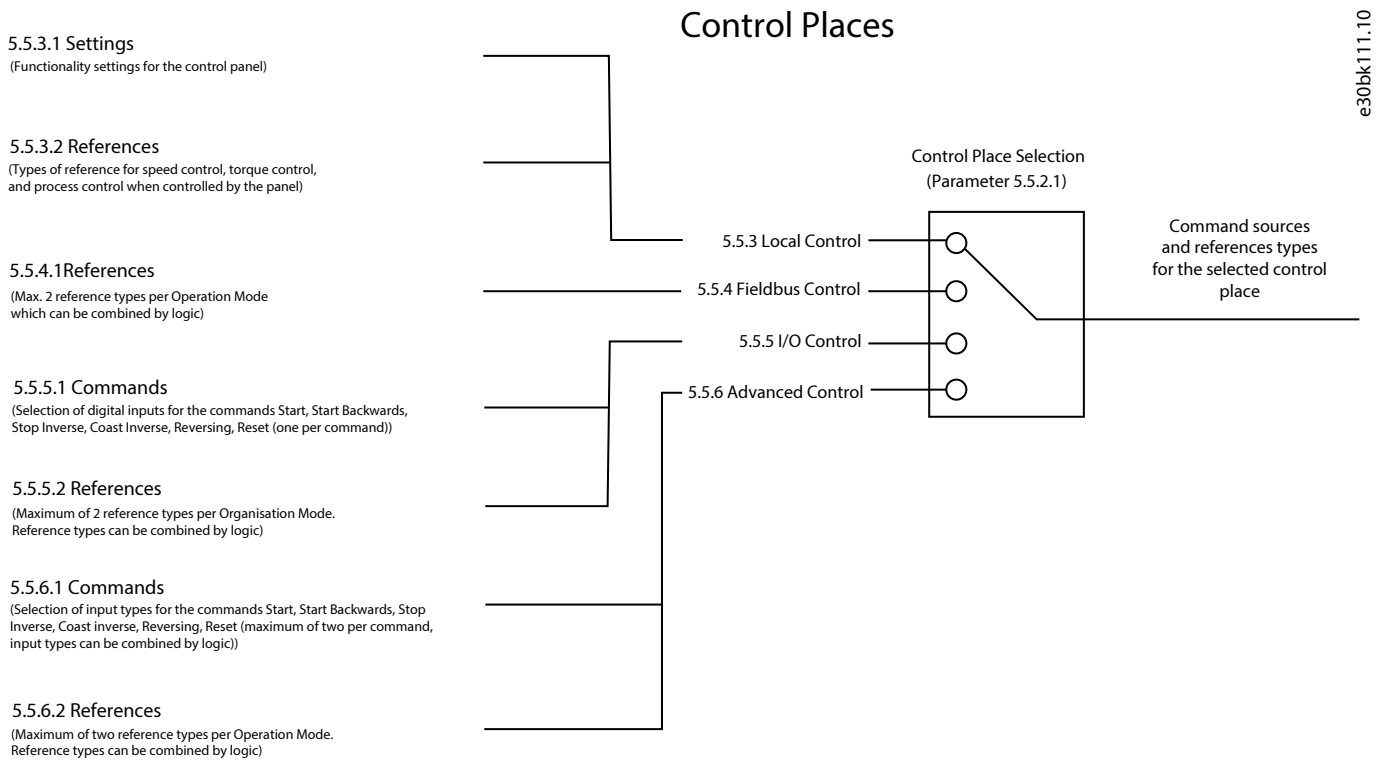 Control Places
e30bk111.10
5.5.3.1 Settings
(Functionality settings for the control panel)
5.5.3.2 References
(Types of reference for speed control, torque control,
and process control when controlled by the panel)
5.5.4.1References
(Max. 2 reference types per Operation Mode
which can be combined by logic)
5.5.5.1 Commands
(Selection of digital inputs for the commands Start, Start Backwards,
Stop Inverse, Coast Inverse, Reversing, Reset (one per command))
5.5.5.2 References
(Maximum of 2 reference types per Organisation Mode.
Reference types can be combined by logic)
5.5.6.1 Commands
(Selection of input types for the commands Start, Start Backwards, Stop
Inverse, Coast inverse, Reversing, Reset (maximum of two per command,
input types can be combined by logic))
5.5.6.2 References
(Maximum of two reference types per Operation Mode.
Reference types can be combined by logic)
5.5.3 Local Control
5.5.4 Fieldbus Control
5.5.5 I/O Control
5.5.6 Advanced Control
Control Place Selection
(Parameter 5.5.2.1)
Command sources
and references types
for the selected control
place